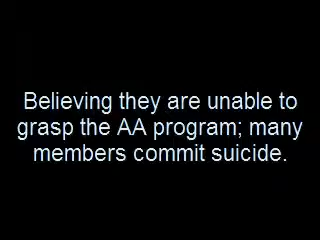 Believing they are unable to
grasp the AA program; many
members commit suicide.